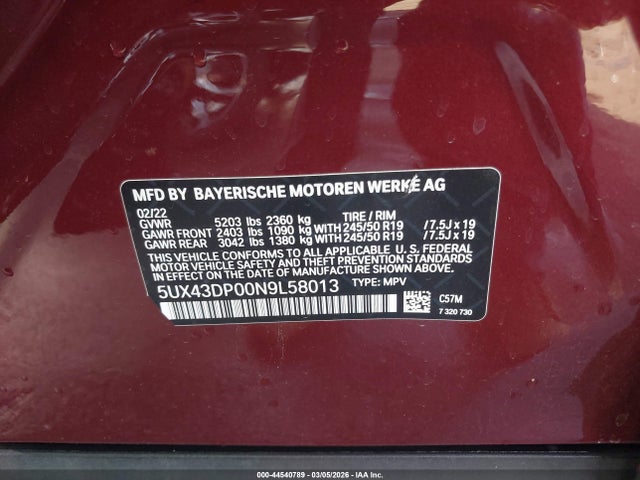 MFD BY BAYERISCHE MOTOREN WERKE AG
02/22 TIRE / RIM
GVWR 5203 lbs 2360 kg
GAWR FRONT 2403 lbs 1090 kg WITH 245/50 R19 /7.5J x 19
GAWR REAR 3042 lbs 1380 kg WITH 245/50 R19 /7.5J x 19
THIS VEHICLE CONFORMS TO ALL APPLICABLE U. S. FEDERAL
MOTOR VEHICLE SAFETY, BUMPER, AND THEFT PREVENTION
STANDARDS IN EFFECT ON THE DATE OF MANUFACTURE SHOWN ABOVE.
5UX43DP00N9L58013 TYPE: MPV
C57M
7 320 730
000-44540789 - 03/05/2026 - IAA Inc.